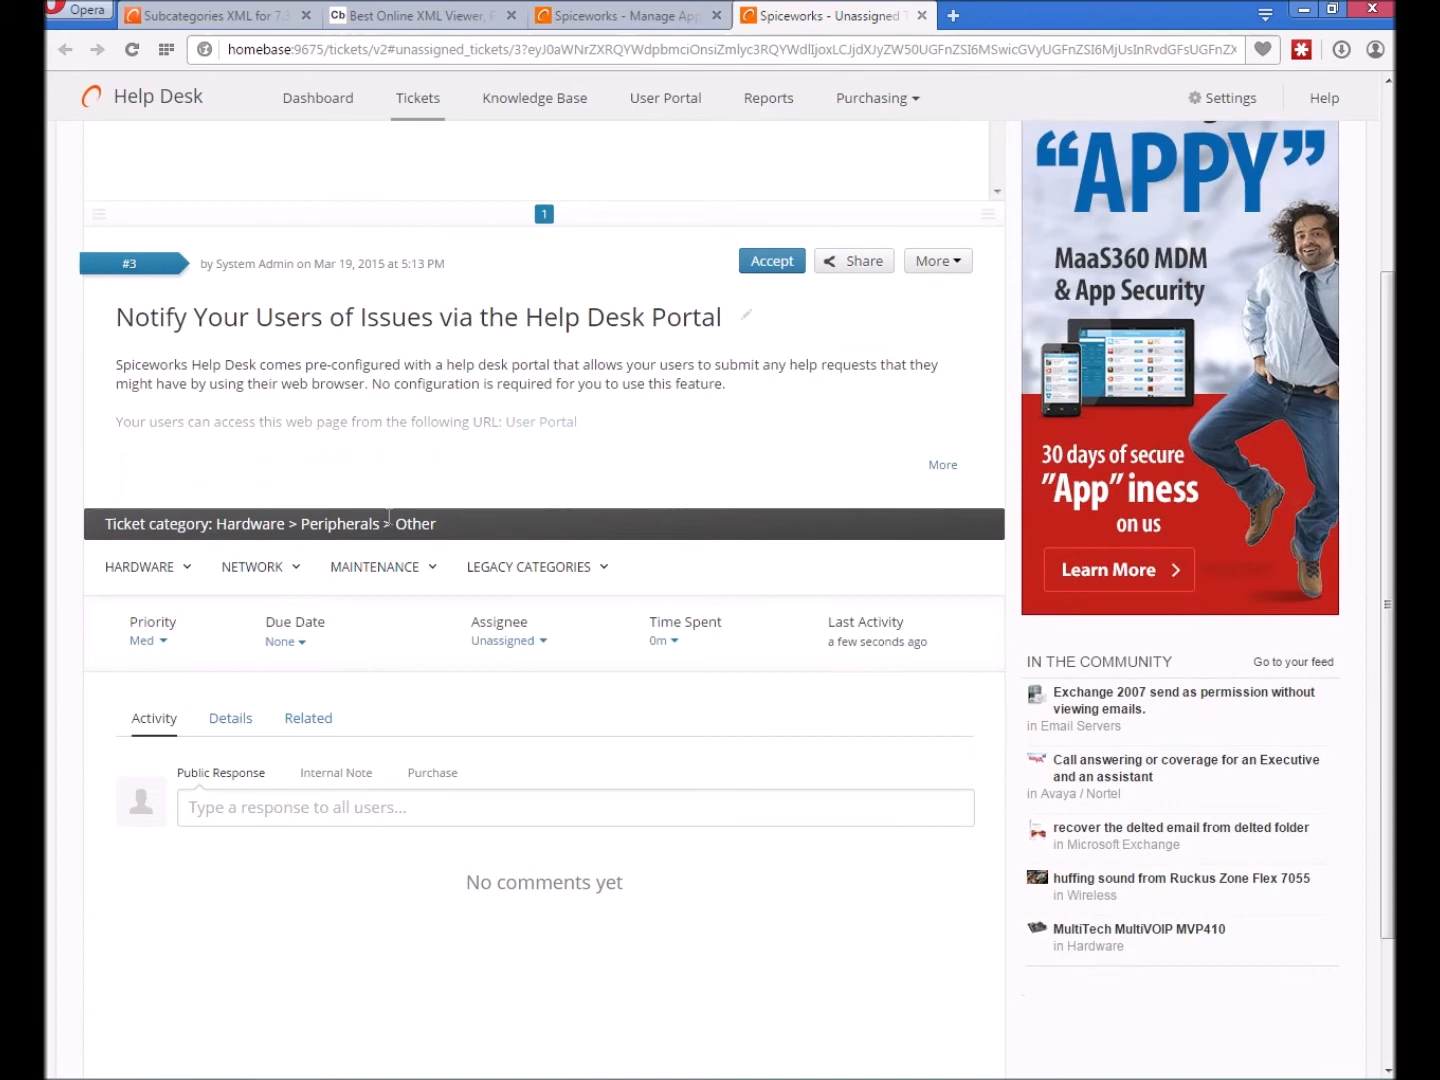 Opera
Subcategories XML for 7.
Best Online XML Viewer, F
Spiceworks - Manage App
Spiceworks - Unassigned T
homebase:9675/tickets/v2#unassigned_tickets/3?
Help Desk
Dashboard
Tickets
Knowledge Base
User Portal
Reports
Purchasing
Settings
Help
1
#3
by System Admin on Mar 19, 2015 at 5:13 PM
Accept
Share
More
Notify Your Users of Issues via the Help Desk Portal
Spiceworks Help Desk comes pre-configured with a help desk portal that allows your users to submit any help requests that they
might have by using their web browser. No configuration is required for you to use this feature.
Your users can access this web page from the following URL: User Portal
More
Ticket category: Hardware > Peripherals > Other
HARDWARE
NETWORK
MAINTENANCE
LEGACY CATEGORIES
Priority
Med
Due Date
None
Assignee
Unassigned
Time Spent
0m
Last Activity
a few seconds ago
Activity
Details
Related
Public Response
Internal Note
Purchase
Type a response to all users...
No comments yet
“APPY”
MaaS360 MDM
& App Security
30 days of secure
”App” iness
on us
Learn More
IN THE COMMUNITY
Go to your feed
Exchange 2007 send as permission without
viewing emails.
in Email Servers
Call answering or coverage for an Executive
and an assistant
in Avaya / Nortel
recover the delted email from delted folder
in Microsoft Exchange
huffing sound from Ruckus Zone Flex 7055
in Wireless
MultiTech MultiVOIP MVP410
in Hardware